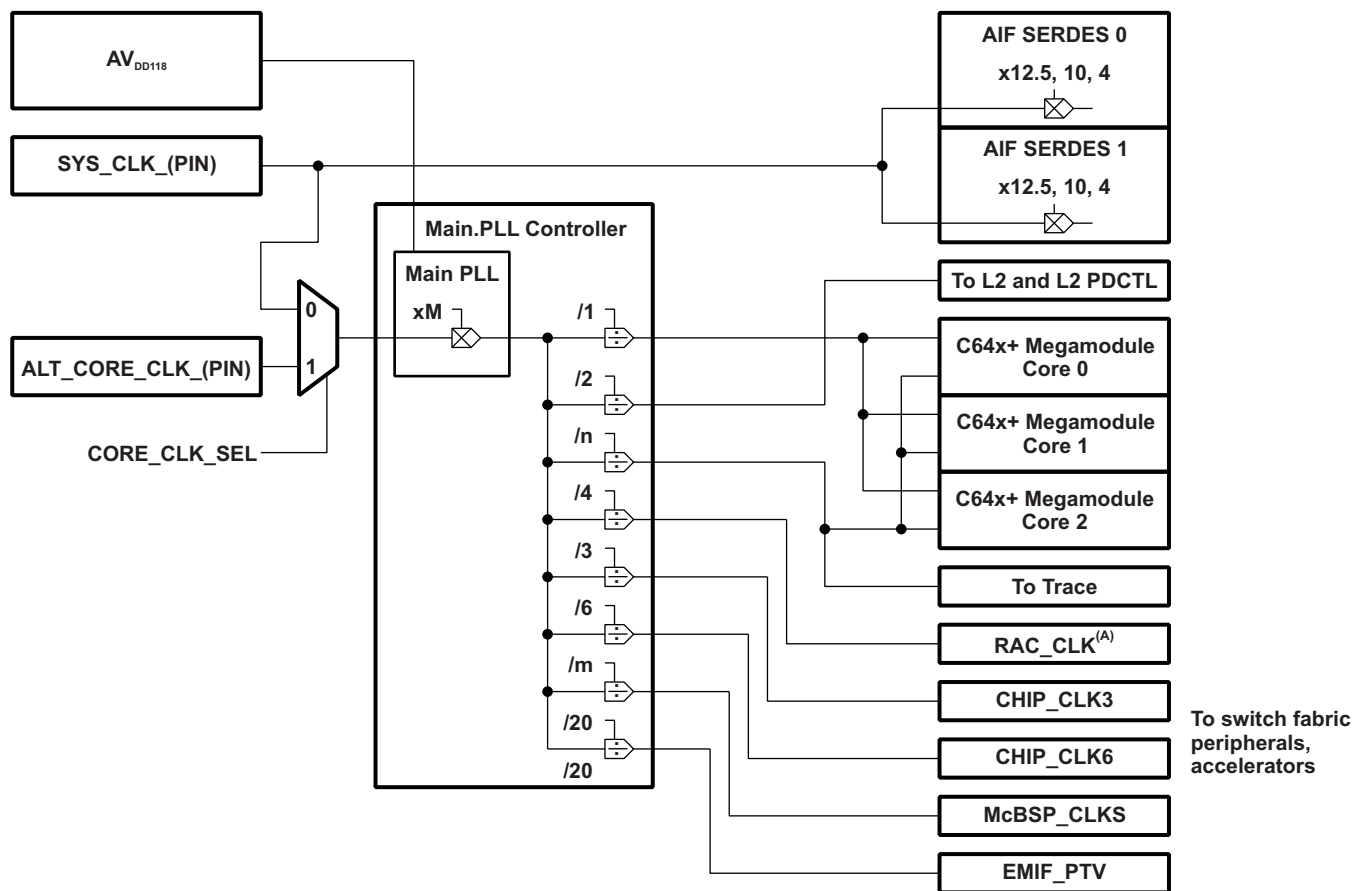 AVDD118
SYS_CLK_(PIN)
ALT_CORE_CLK_(PIN)
CORE_CLK_SEL
0
1
Main.PLL Controller
Main PLL
xM
/1
/2
/n
/4
/3
/6
/m
/20
/20
AIF SERDES 0
x12.5, 10, 4
AIF SERDES 1
x12.5, 10, 4
To L2 and L2 PDCTL
C64x+ Megamodule
Core 0
C64x+ Megamodule
Core 1
C64x+ Megamodule
Core 2
To Trace
RAC_CLK(A)
CHIP_CLK3
CHIP_CLK6
McBSP_CLKS
EMIF_PTV
To switch fabric
peripherals,
accelerators